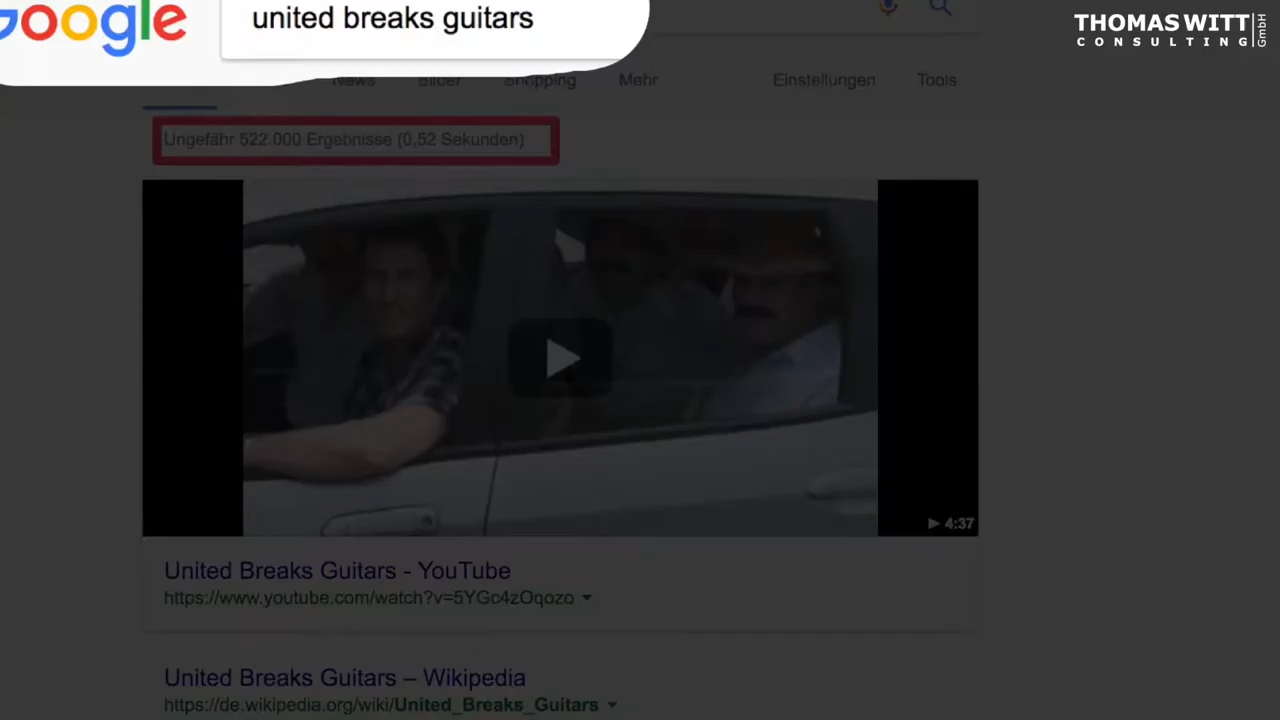 Google
united breaks guitars
THOMAS WITT GmbH
CONSULTING
News Bilder Shopping Mehr Einstellungen Tools
Ungefähr 522.000 Ergebnisse (0,52 Sekunden)
4:37
United Breaks Guitars - YouTube
https://www.youtube.com/watch?v=5YGc4zOqozo
United Breaks Guitars – Wikipedia
https://de.wikipedia.org/wiki/United_Breaks_Guitars